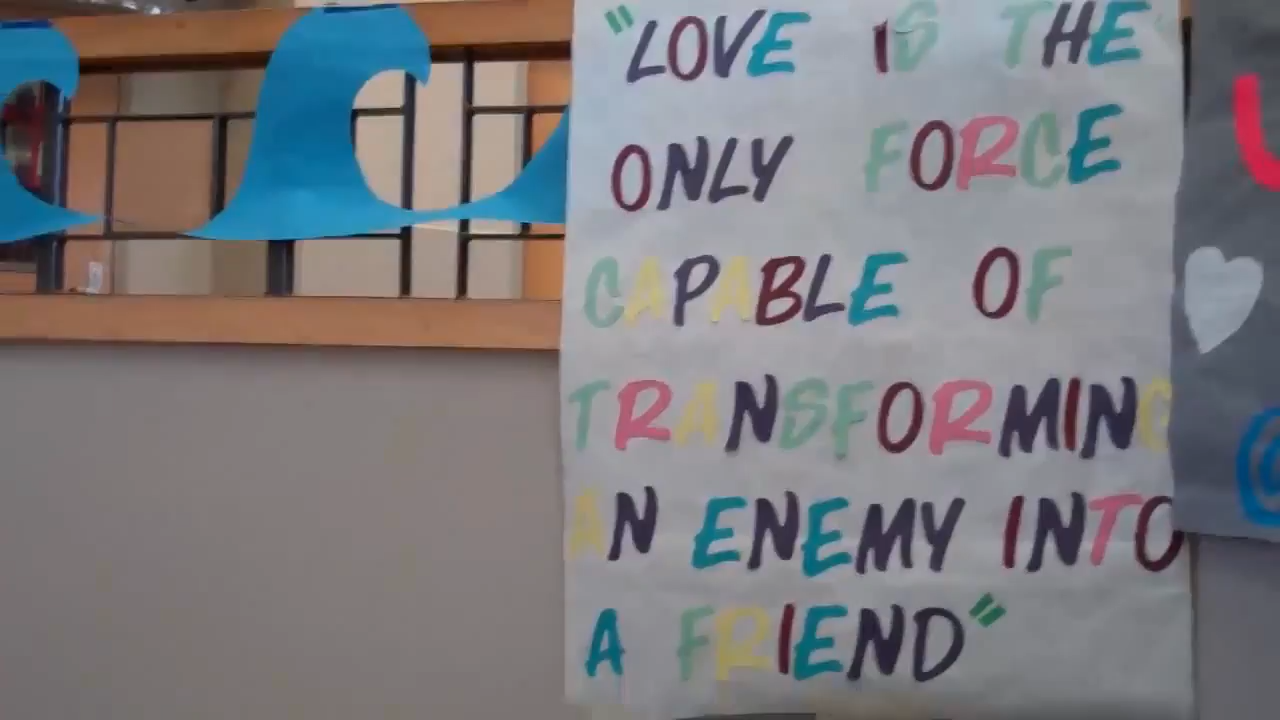 "LOVE IS THE
ONLY FORCE
CAPABLE OF
TRANSFORMING
AN ENEMY INTO
A FRIEND"